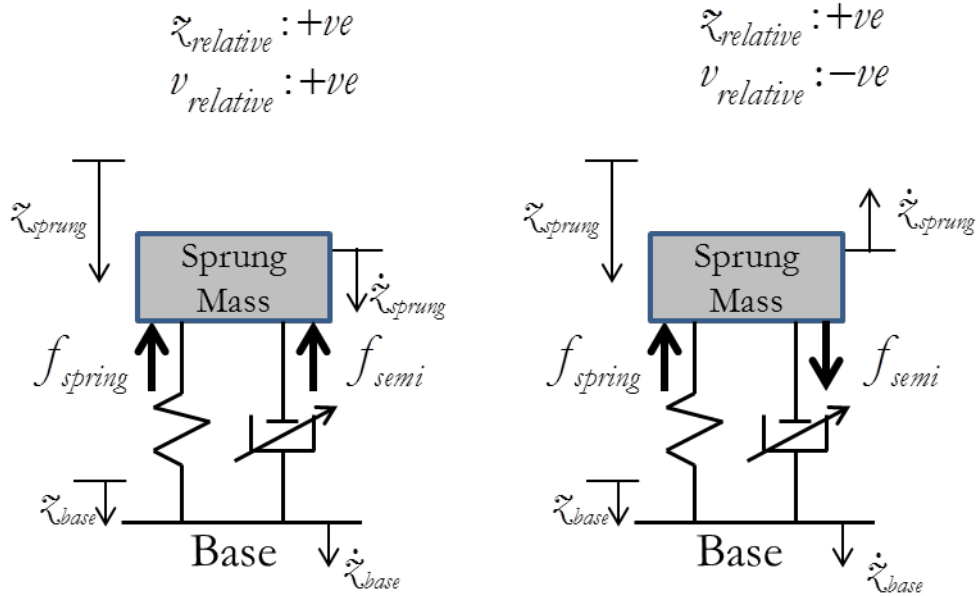 z_relative : +ve
v_relative : +ve
z_sprung
Sprung
Mass
ż_sprung
f_spring
f_semi
z_base
Base
ż_base
z_relative : +ve
v_relative : −ve
z_sprung
Sprung
Mass
ż_sprung
f_spring
f_semi
z_base
Base
ż_base